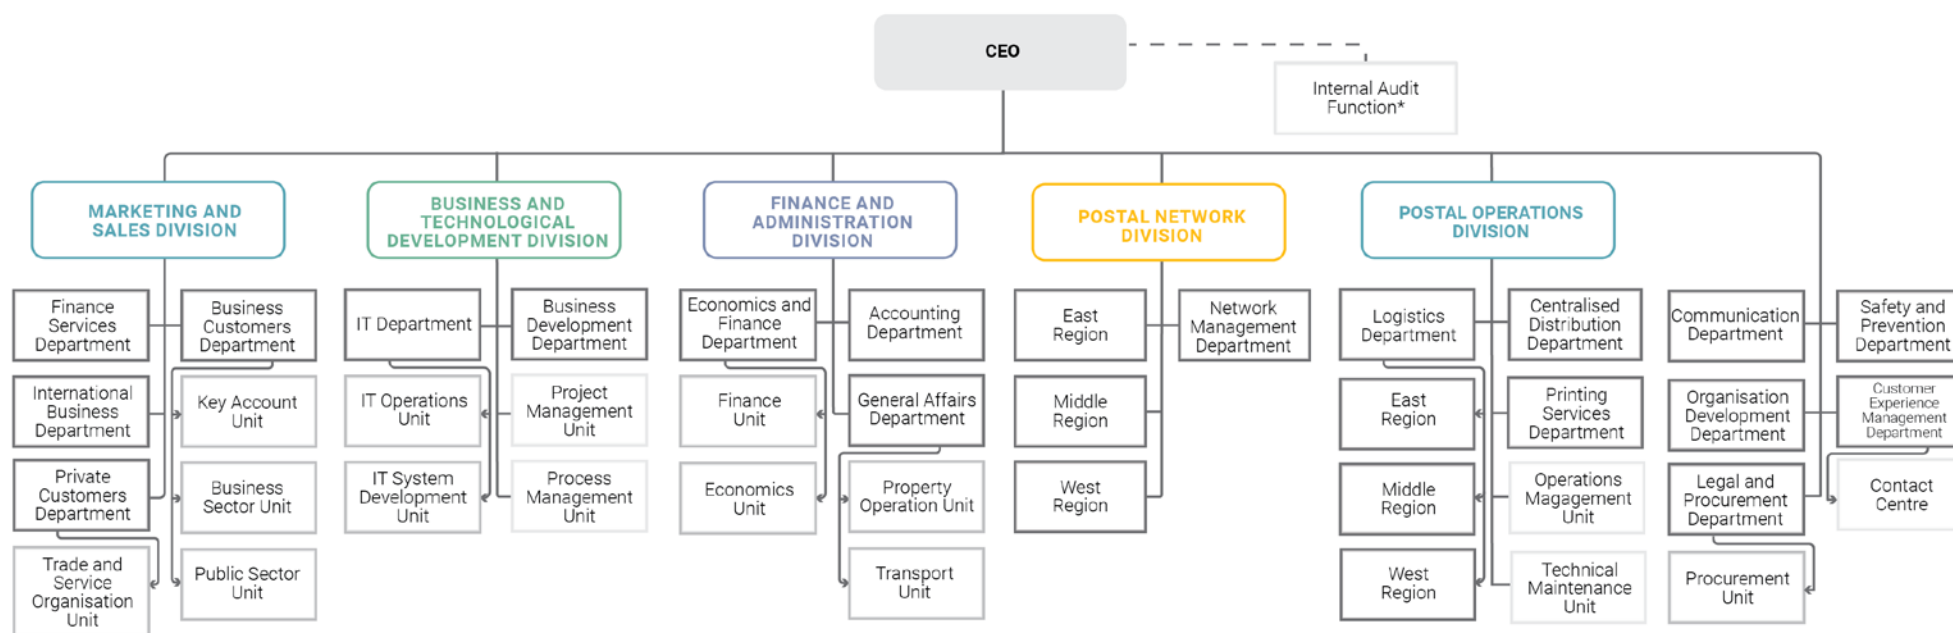 CEO
Internal Audit
Function*
MARKETING AND
SALES DIVISION
BUSINESS AND
TECHNOLOGICAL
DEVELOPMENT DIVISION
FINANCE AND
ADMINISTRATION
DIVISION
POSTAL NETWORK
DIVISION
POSTAL OPERATIONS
DIVISION
Finance
Services
Department
Business
Customers
Department
International
Business
Department
Key Account
Unit
Private
Customers
Department
Business
Sector Unit
Trade and
Service
Organisation
Unit
Public Sector
Unit
IT Department
Business
Development
Department
IT Operations
Unit
Project
Management
Unit
IT System
Development
Unit
Process
Management
Unit
Economics and
Finance
Department
Accounting
Department
Finance
Unit
General Affairs
Department
Economics
Unit
Property
Operation Unit
Transport
Unit
East
Region
Network
Management
Department
Middle
Region
West
Region
Logistics
Department
Centralised
Distribution
Department
East
Region
Printing
Services
Department
Middle
Region
Operations
Magagement
Unit
West
Region
Technical
Maintenance
Unit
Communication
Department
Safety and
Prevention
Department
Organisation
Development
Department
Customer
Experience
Management
Department
Legal and
Procurement
Department
Contact
Centre
Procurement
Unit